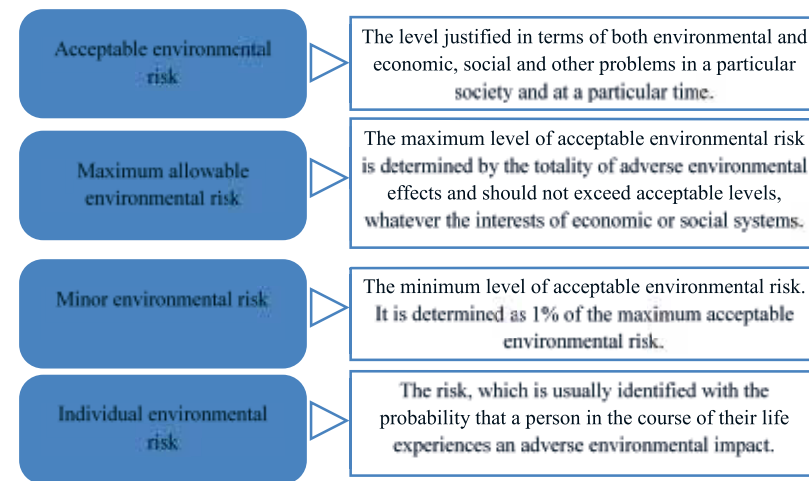 Acceptable environmental
risk
The level justified in terms of both environmental and
economic, social and other problems in a particular
society and at a particular time.
Maximum allowable
environmental risk
The maximum level of acceptable environmental risk
is determined by the totality of adverse environmental
effects and should not exceed acceptable levels,
whatever the interests of economic or social systems.
Minor environmental risk
The minimum level of acceptable environmental risk.
It is determined as 1% of the maximum acceptable
environmental risk.
Individual environmental
risk
The risk, which is usually identified with the
probability that a person in the course of their life
experiences an adverse environmental impact.